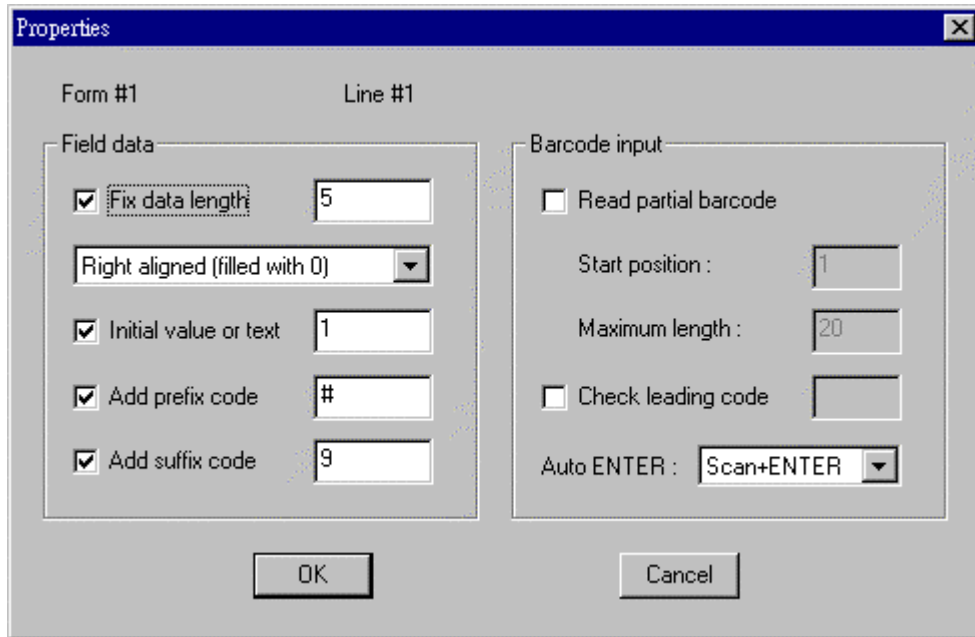 Properties
Form #1 Line #1
Field data
Fix data length 5
Right aligned (filled with 0)
Initial value or text 1
Add prefix code #
Add suffix code 9
Barcode input
Read partial barcode
Start position : 1
Maximum length : 20
Check leading code
Auto ENTER : Scan+ENTER
OK Cancel